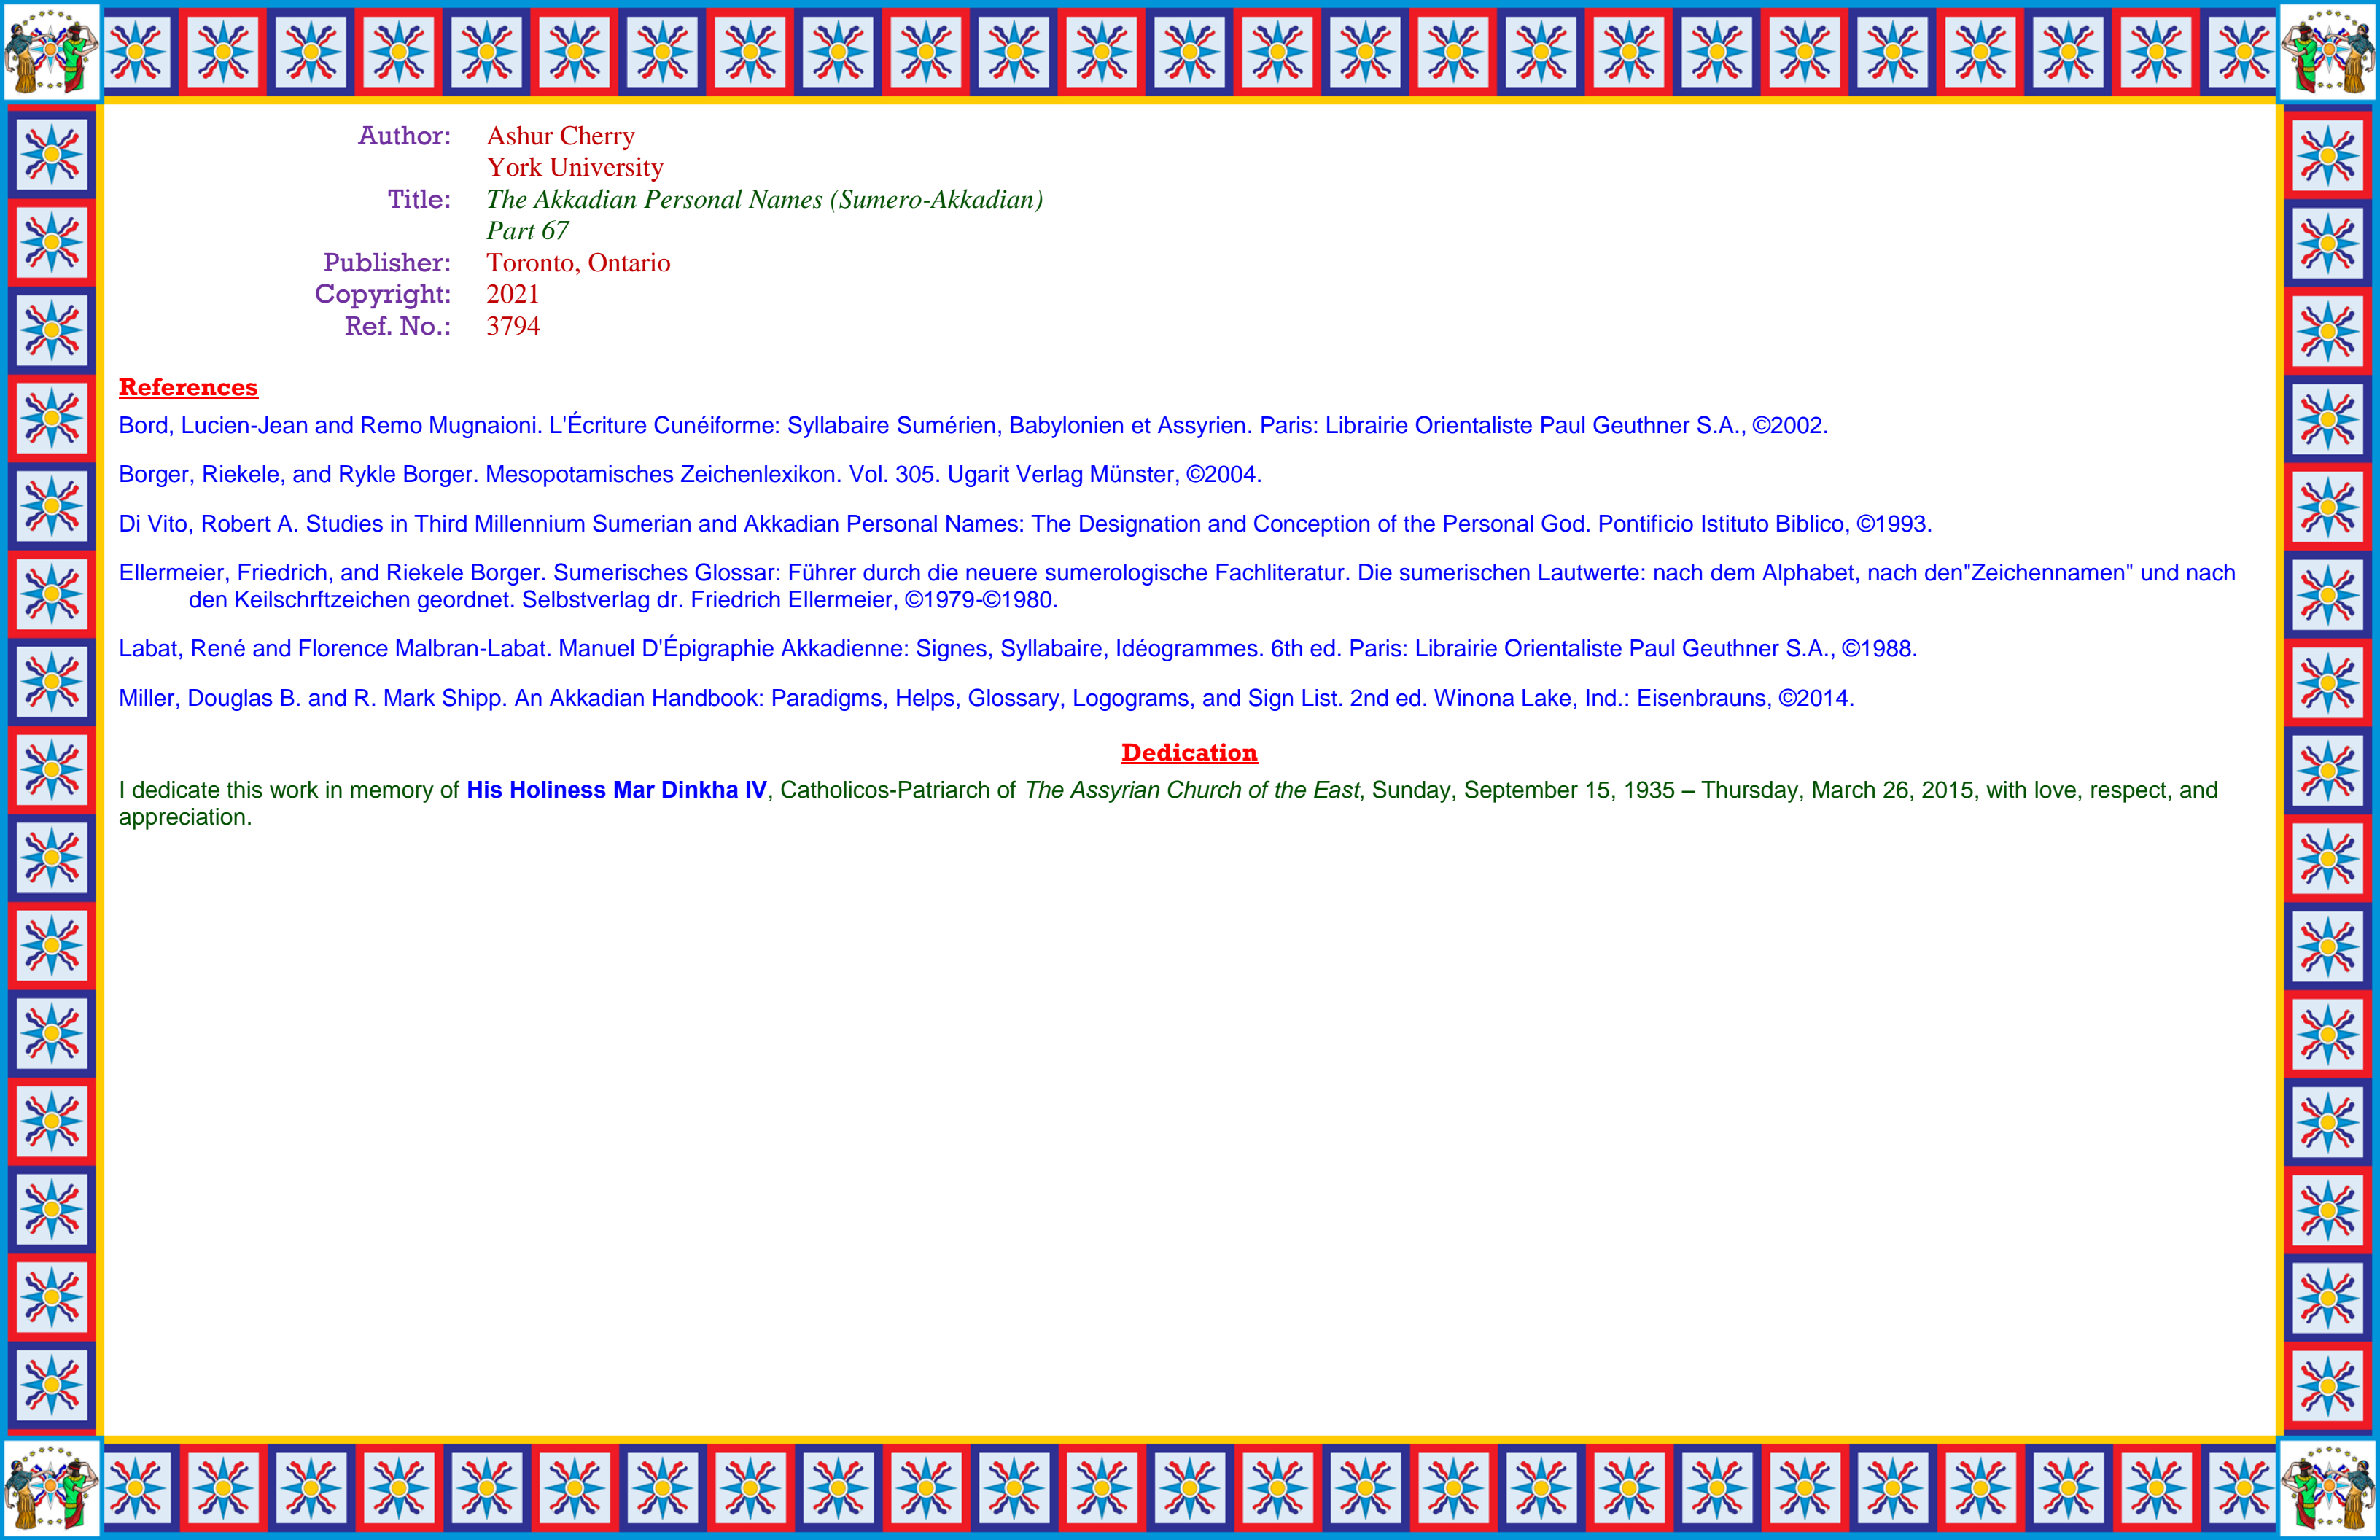 Author: Ashur Cherry
York University
Title: The Akkadian Personal Names (Sumero-Akkadian)
Part 67
Publisher: Toronto, Ontario
Copyright: 2021
Ref. No.: 3794
References
Bord, Lucien-Jean and Remo Mugnaioni. L'Écriture Cunéiforme: Syllabaire Sumérien, Babylonien et Assyrien. Paris: Librairie Orientaliste Paul Geuthner S.A., ©2002.
Borger, Riekele, and Rykle Borger. Mesopotamisches Zeichenlexikon. Vol. 305. Ugarit Verlag Münster, ©2004.
Di Vito, Robert A. Studies in Third Millennium Sumerian and Akkadian Personal Names: The Designation and Conception of the Personal God. Pontificio Istituto Biblico, ©1993.
Ellermeier, Friedrich, and Riekele Borger. Sumerisches Glossar: Führer durch die neuere sumerologische Fachliteratur. Die sumerischen Lautwerte: nach dem Alphabet, nach den"Zeichennamen" und nach
den Keilschrftzeichen geordnet. Selbstverlag dr. Friedrich Ellermeier, ©1979-©1980.
Labat, René and Florence Malbran-Labat. Manuel D'Épigraphie Akkadienne: Signes, Syllabaire, Idéogrammes. 6th ed. Paris: Librairie Orientaliste Paul Geuthner S.A., ©1988.
Miller, Douglas B. and R. Mark Shipp. An Akkadian Handbook: Paradigms, Helps, Glossary, Logograms, and Sign List. 2nd ed. Winona Lake, Ind.: Eisenbrauns, ©2014.
Dedication
I dedicate this work in memory of His Holiness Mar Dinkha IV, Catholicos-Patriarch of The Assyrian Church of the East, Sunday, September 15, 1935 – Thursday, March 26, 2015, with love, respect, and
appreciation.